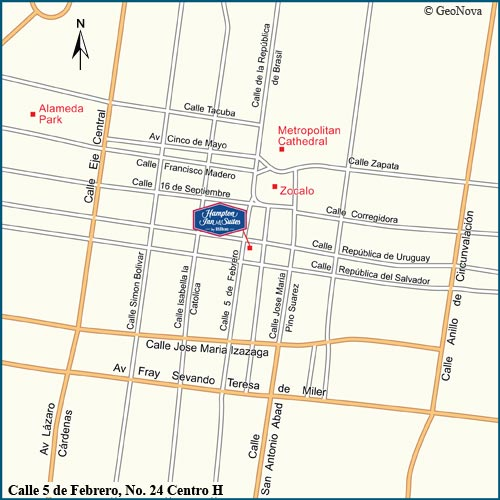 © GeoNova
N
Calle de la República
de Brasil
Alameda
Park
Calle Tacuba
Calle Eje Central
Av Cinco de Mayo
Metropolitan
Cathedral
Calle Zapata
Calle Francisco Madero
Calle 16 de Septiembre
Zocalo
Hampton
Inn & Suites
by Hilton
Calle Corregidora
Calle República de Uruguay
Calle República del Salvador
Calle Anillo de Circunvalación
Calle Simon Bolivar
Calle Isabella la
Catolica
Calle 5 de Febrero
Calle Jose Maria
Pino Suarez
Calle Jose Maria Izazaga
Av Fray Sevando Teresa de Miler
Av Lázaro
Cárdenas
Calle
San Antonio Abad
Calle 5 de Febrero, No. 24 Centro H